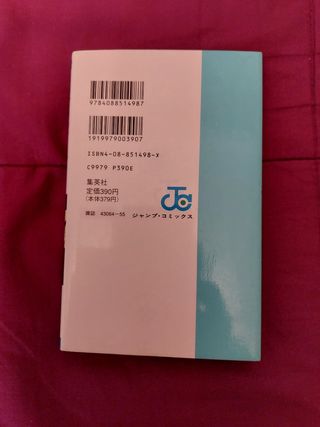 9784088514987
1919979003907
ISBN4-08-851498-X
C9979 P390E
集英社
定価390円
(本体379円)
雑誌 43064-55
JC
ジャンプ・コミックス